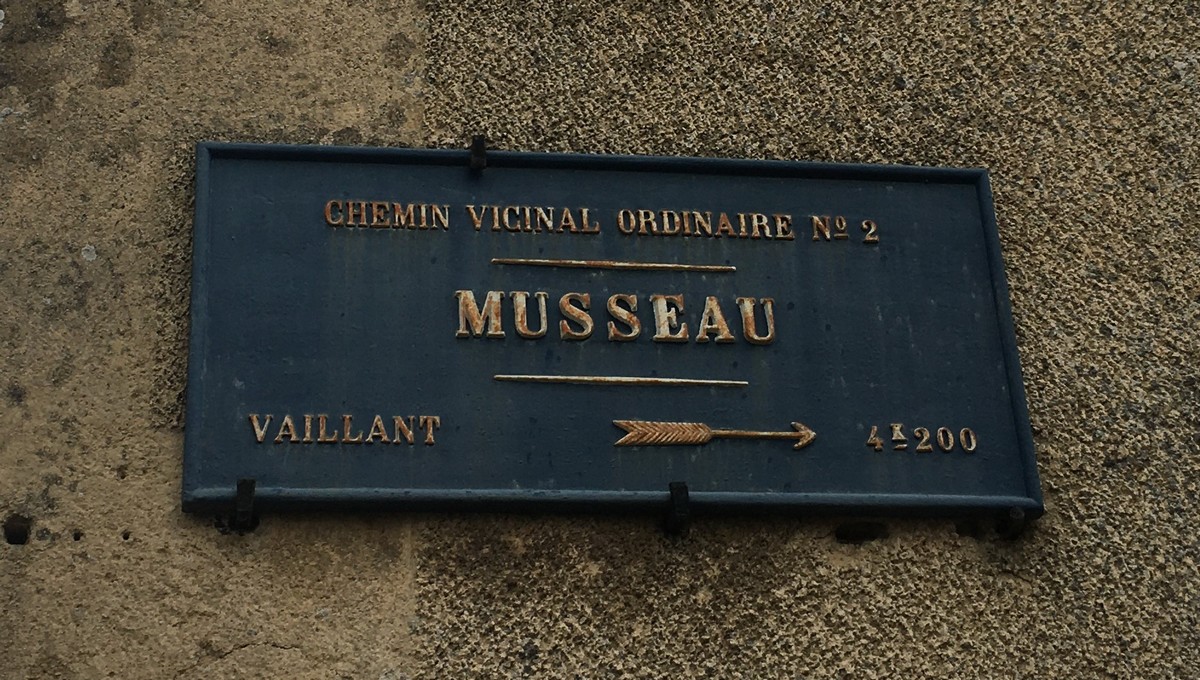 CHEMIN VICINAL ORDINAIRE Nº 2
MUSSEAU
VAILLANT 4K200